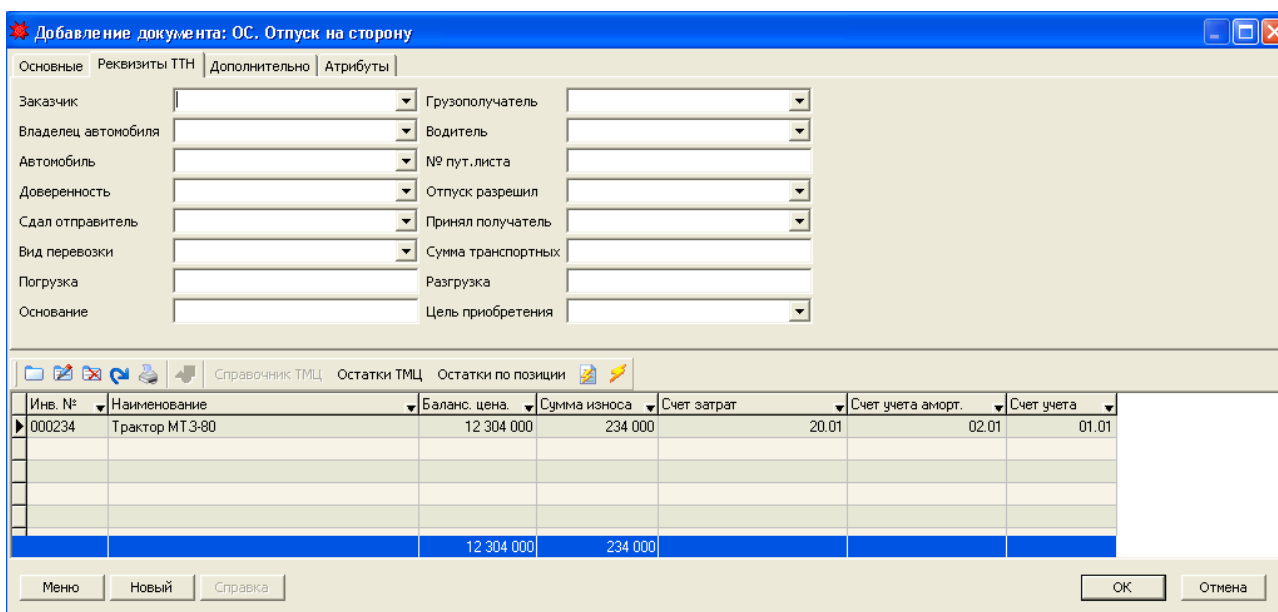 Добавление документа: ОС. Отпуск на сторону
Основные Реквизиты ТТН Дополнительно Атрибуты
Заказчик Грузополучатель
Владелец автомобиля Водитель
Автомобиль № пут.листа
Доверенность Отпуск разрешил
Сдал отправитель Принял получатель
Вид перевозки Сумма транспортных
Погрузка Разгрузка
Основание Цель приобретения
Справочник ТМЦ Остатки ТМЦ Остатки по позиции
Инв. № Наименование Баланс. цена. Сумма износа Счет затрат Счет учета аморт. Счет учета
000234 Трактор МТЗ-80 12 304 000 234 000 20.01 02.01 01.01
12 304 000 234 000
Меню Новый Справка ОК Отмена